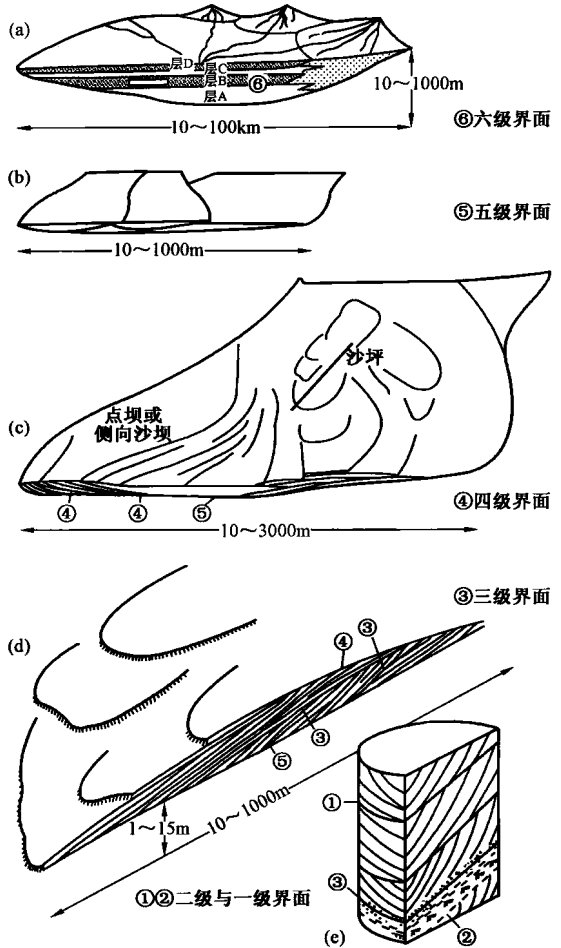 (a)
层D
层C
层B
⑥
层A
10～1000m
10～100km
⑥六级界面
(b)
⑤五级界面
10～1000m
沙坪
点坝或
侧向沙坝
(c)
④
④
⑤
④四级界面
10～3000m
③三级界面
(d)
④
③
③
⑤
10～1000m
1～15m
①
③
②
①②二级与一级界面
(e)